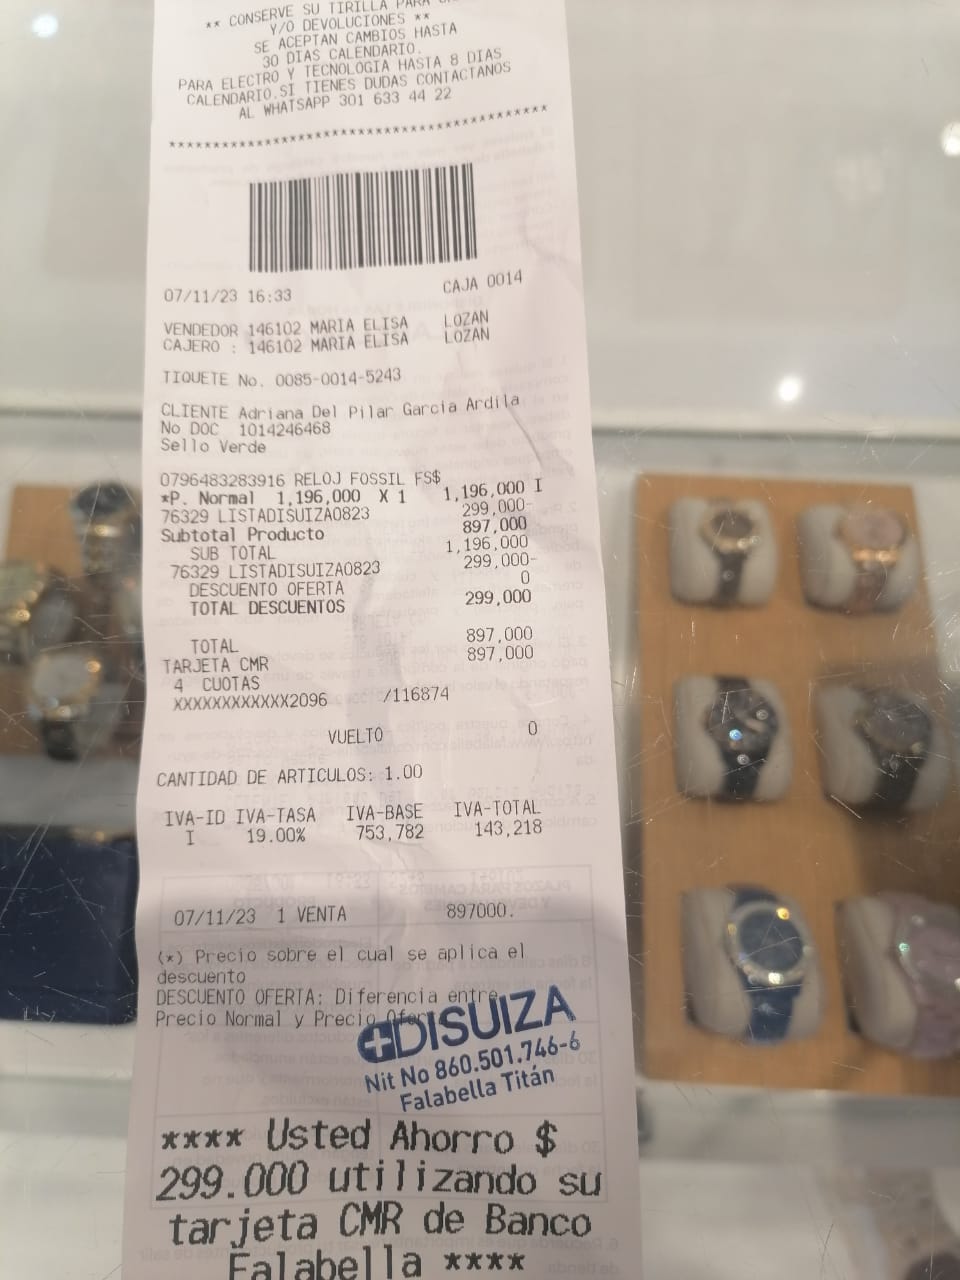 ** CONSERVE SU TIRILLA PARA
Y/O DEVOLUCIONES **
SE ACEPTAN CAMBIOS HASTA
30 DIAS CALENDARIO.
PARA ELECTRO Y TECNOLOGIA HASTA 8 DIAS
CALENDARIO.SI TIENES DUDAS CONTACTANOS
AL WHATSAPP 301 633 44 22
****************************************
07/11/23 16:33 CAJA 0014
VENDEDOR 146102 MARIA ELISA LOZAN
CAJERO : 146102 MARIA ELISA LOZAN
TIQUETE No. 0085-0014-5243
CLIENTE Adriana Del Pilar Garcia Ardila
No DOC 1014246468
Sello Verde
0796483283916 RELOJ FOSSIL FS$
*P. Normal 1,196,000 X 1 1,196,000 I
76329 LISTADISUIZA0823 299,000-
Subtotal Producto 897,000
SUB TOTAL 1,196,000
76329 LISTADISUIZA0823 299,000-
DESCUENTO OFERTA 0
TOTAL DESCUENTOS 299,000
TOTAL 897,000
TARJETA CMR 897,000
4 CUOTAS
XXXXXXXXXXXX2096 /116874
VUELTO 0
CANTIDAD DE ARTICULOS: 1.00
IVA-ID IVA-TASA IVA-BASE IVA-TOTAL
I 19.00% 753,782 143,218
07/11/23 1 VENTA 897000.
(*) Precio sobre el cual se aplica el
descuento
DESCUENTO OFERTA: Diferencia entre
Precio Normal y Precio Ofer
DISUIZA
Nit No 860.501.746-6
Falabella Titán
**** Usted Ahorro $
299.000 utilizando su
tarjeta CMR de Banco
Falabella ****